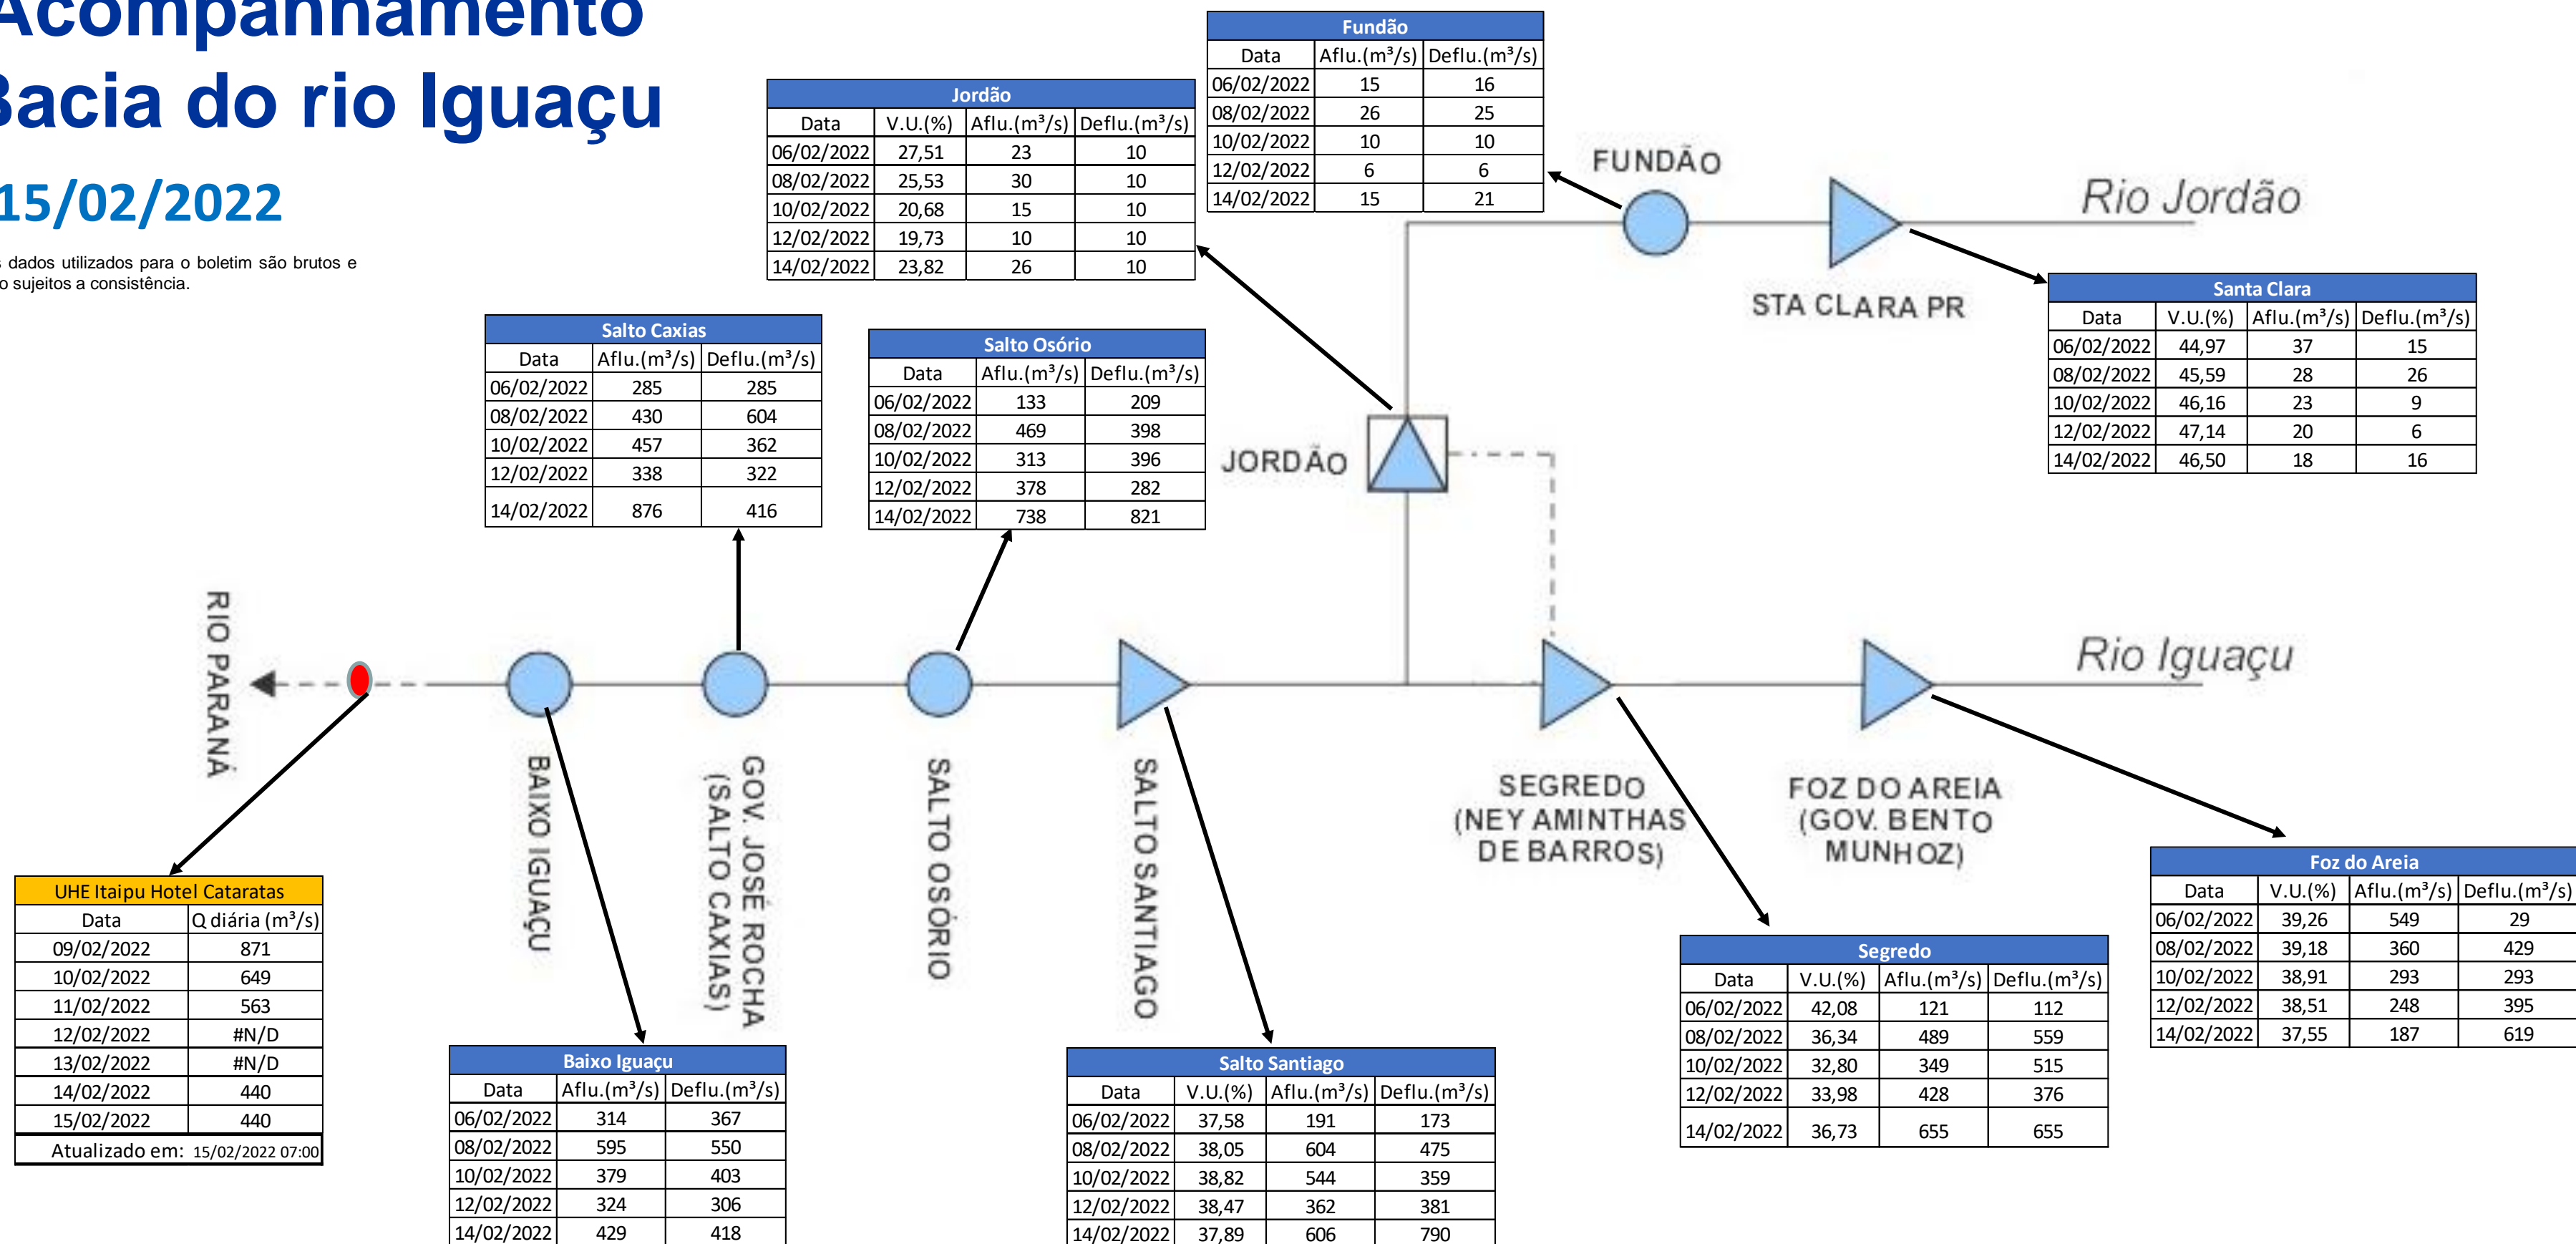 Acompanhamento
Bacia do rio Iguaçu
15/02/2022
dados utilizados para o boletim são brutos e
sujeitos a consistência.
Fundão
Data Aflu.(m³/s) Deflu.(m³/s)
06/02/2022 15 16
08/02/2022 26 25
10/02/2022 10 10
12/02/2022 6 6
14/02/2022 15 21
Jordão
Data V.U.(%) Aflu.(m³/s) Deflu.(m³/s)
06/02/2022 27,51 23 10
08/02/2022 25,53 30 10
10/02/2022 20,68 15 10
12/02/2022 19,73 10 10
14/02/2022 23,82 26 10
FUNDÃO
Rio Jordão
STA CLARA PR
Santa Clara
Data V.U.(%) Aflu.(m³/s) Deflu.(m³/s)
06/02/2022 44,97 37 15
08/02/2022 45,59 28 26
10/02/2022 46,16 23 9
12/02/2022 47,14 20 6
14/02/2022 46,50 18 16
Salto Caxias
Data Aflu.(m³/s) Deflu.(m³/s)
06/02/2022 285 285
08/02/2022 430 604
10/02/2022 457 362
12/02/2022 338 322
14/02/2022 876 416
Salto Osório
Data Aflu.(m³/s) Deflu.(m³/s)
06/02/2022 133 209
08/02/2022 469 398
10/02/2022 313 396
12/02/2022 378 282
14/02/2022 738 821
JORDÃO
RIO PARANÁ
Rio Iguaçu
BAIXO IGUAÇU
GOV. JOSÉ ROCHA
(SALTO CAXIAS)
SALTO OSÓRIO
SALTO SANTIAGO
SEGREDO
(NEY AMINTHAS
DE BARROS)
FOZ DO AREIA
(GOV. BENTO
MUNHOZ)
UHE Itaipu Hotel Cataratas
Data Q diária (m³/s)
09/02/2022 871
10/02/2022 649
11/02/2022 563
12/02/2022 #N/D
13/02/2022 #N/D
14/02/2022 440
15/02/2022 440
Atualizado em: 15/02/2022 07:00
Baixo Iguaçu
Data Aflu.(m³/s) Deflu.(m³/s)
06/02/2022 314 367
08/02/2022 595 550
10/02/2022 379 403
12/02/2022 324 306
14/02/2022 429 418
Salto Santiago
Data V.U.(%) Aflu.(m³/s) Deflu.(m³/s)
06/02/2022 37,58 191 173
08/02/2022 38,05 604 475
10/02/2022 38,82 544 359
12/02/2022 38,47 362 381
14/02/2022 37,89 606 790
Segredo
Data V.U.(%) Aflu.(m³/s) Deflu.(m³/s)
06/02/2022 42,08 121 112
08/02/2022 36,34 489 559
10/02/2022 32,80 349 515
12/02/2022 33,98 428 376
14/02/2022 36,73 655 655
Foz do Areia
Data V.U.(%) Aflu.(m³/s) Deflu.(m³/s)
06/02/2022 39,26 549 29
08/02/2022 39,18 360 429
10/02/2022 38,91 293 293
12/02/2022 38,51 248 395
14/02/2022 37,55 187 619